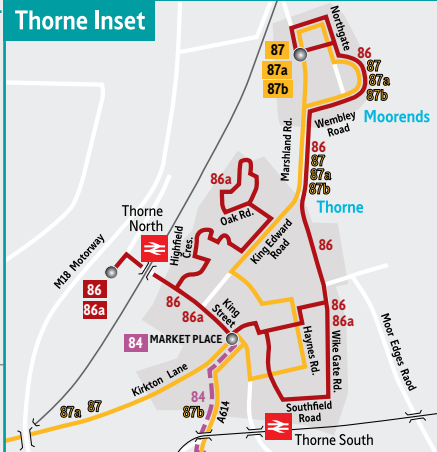 Thorne Inset
Northgate
87
87a
87b
86
87
87a
87b
Wembley
Road
Moorends
Marshland Rd.
86
87
87a
87b
Thorne
86a
Oak Rd.
Thorne
North
Highfield
Cres.
King Edward
Road
86
M18 Motorway
86
86a
86
86a
King
Street
86
86a
84
MARKET PLACE
Haynes Rd.
Wike Gate Rd.
Moor Edges Raod
Kirkton Lane
84
87b
A614
87a
87
Southfield
Road
Thorne South